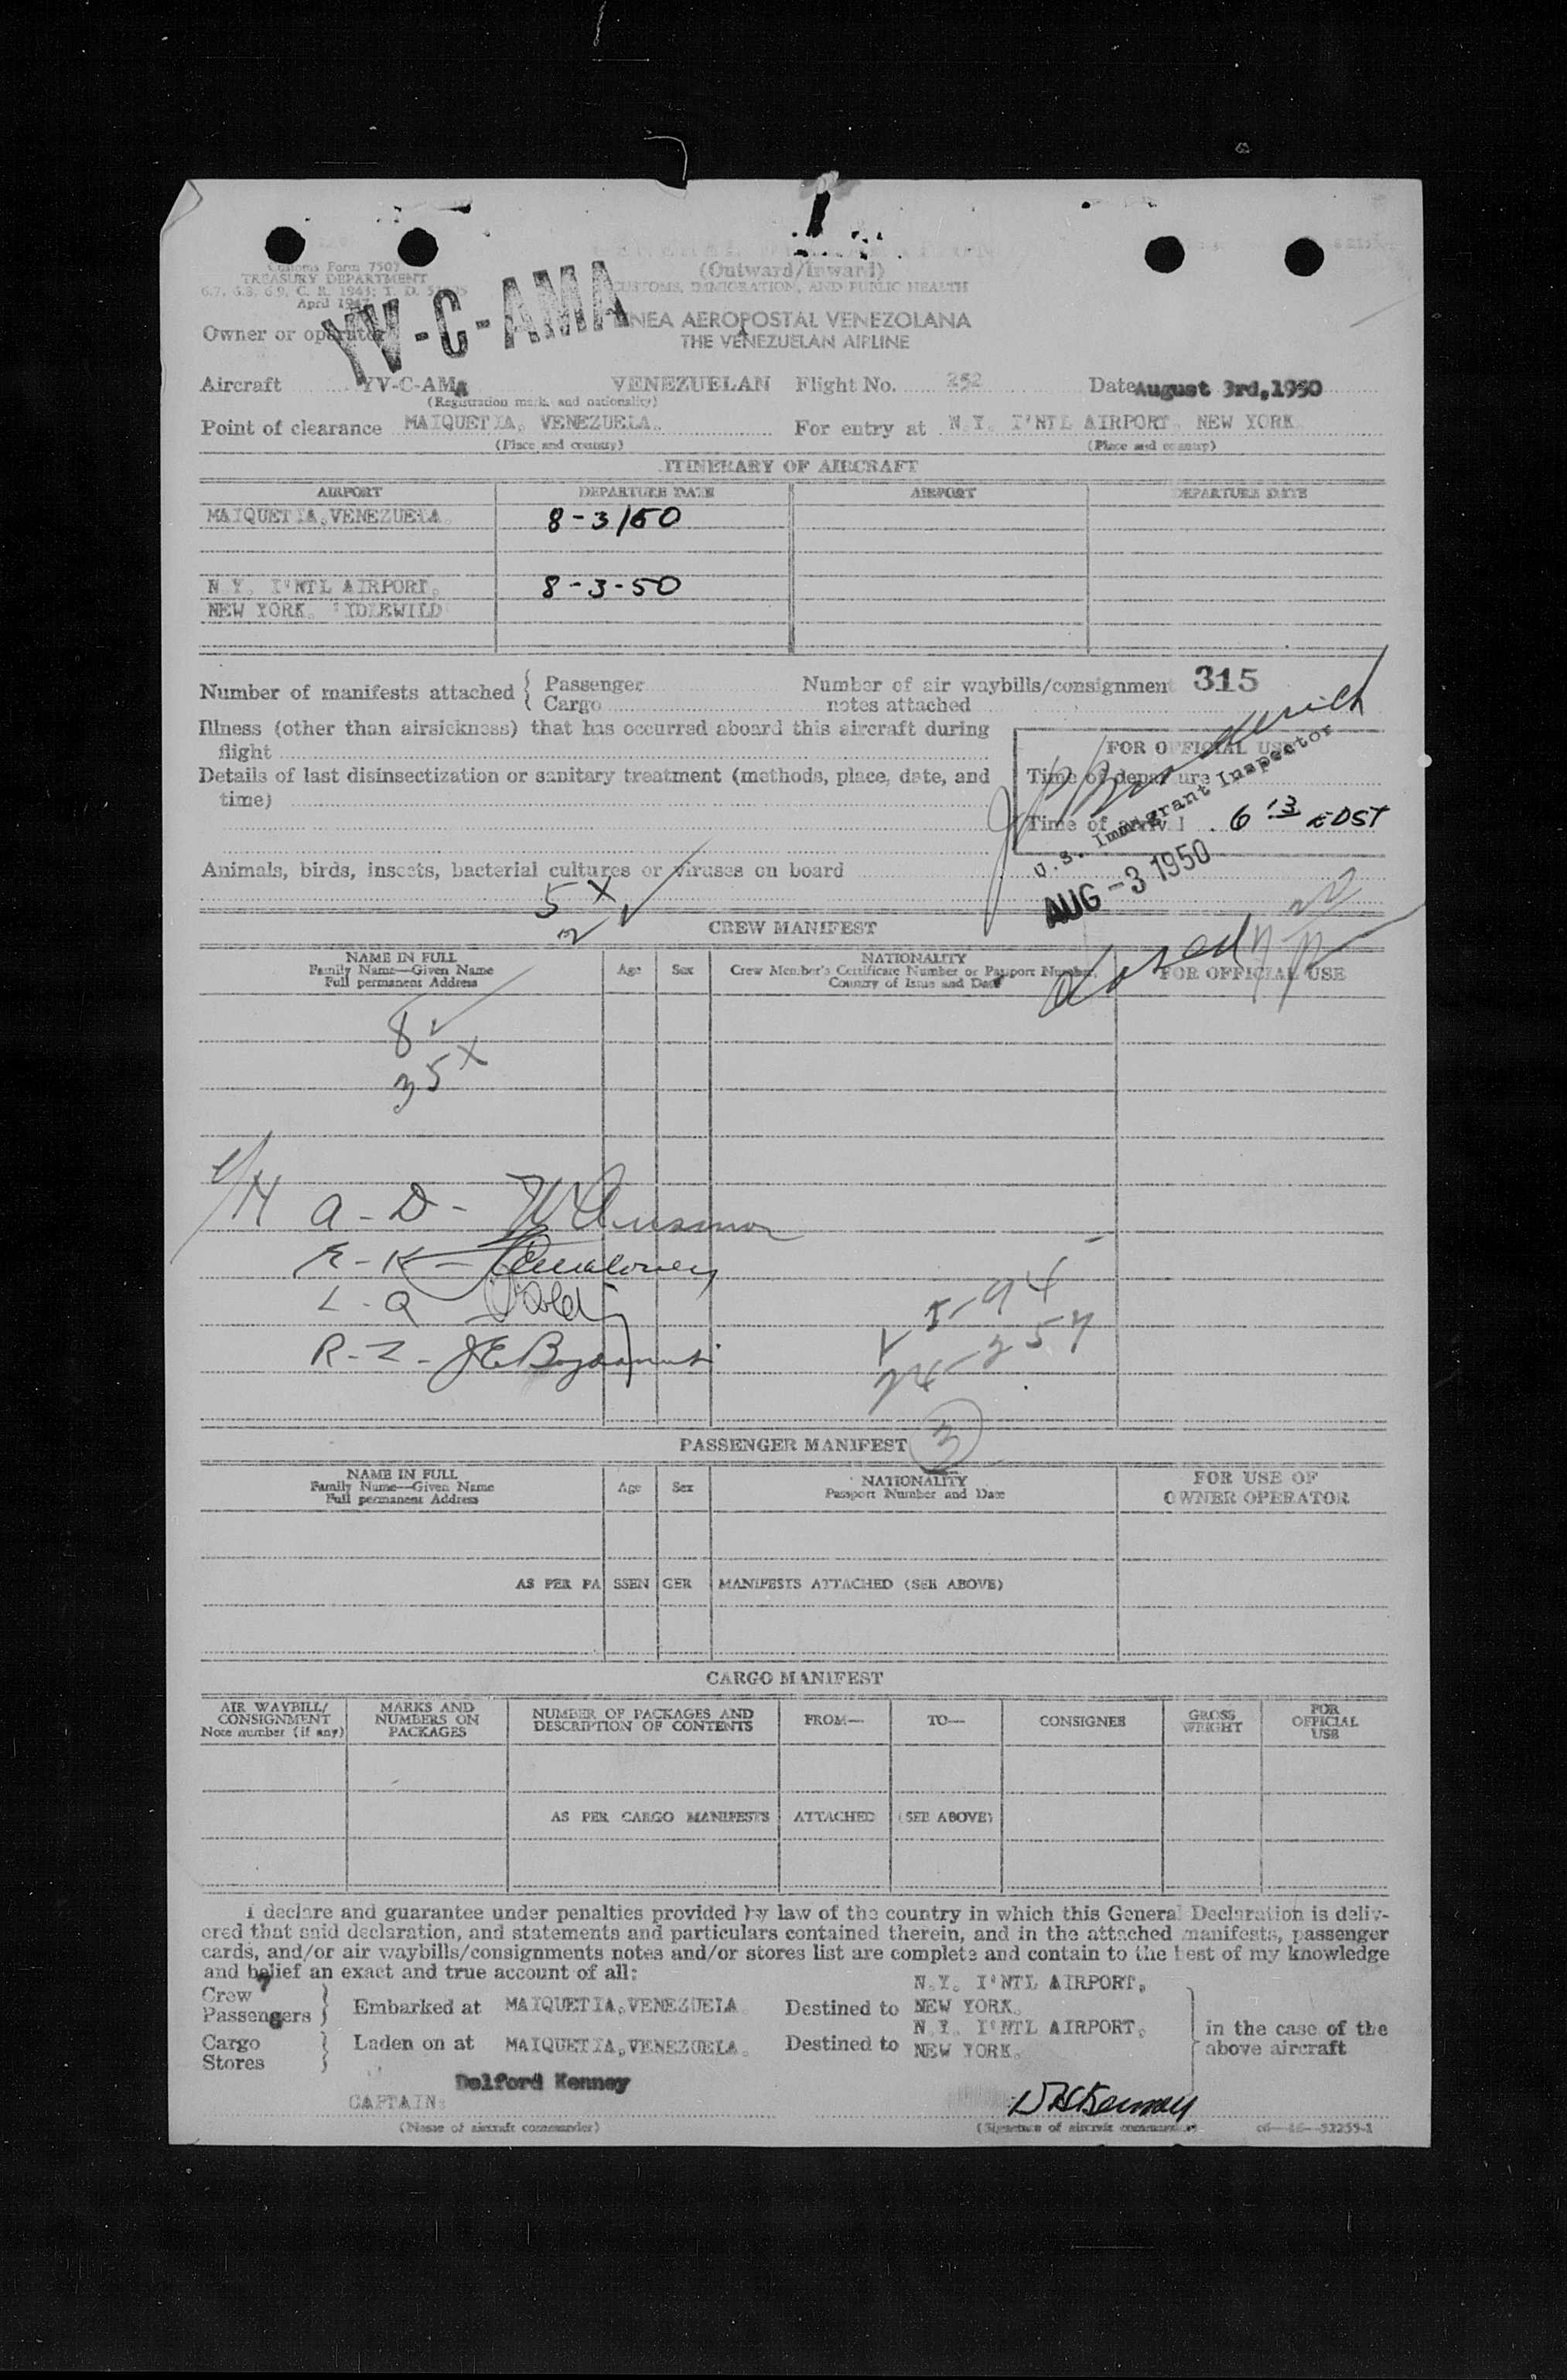 Customs Form 7507
TREASURY DEPARTMENT
April 1947
(Outward/Inward)
CUSTOMS, IMMIGRATION, AND PUBLIC HEALTH
YV-C-AMA
Owner or operator
LINEA AEROPOSTAL VENEZOLANA
THE VENEZUELAN AIRLINE
Aircraft YV-C-AMA VENEZUELAN Flight No. 252 Date August 3rd,1950
(Registration mark and nationality)
Point of clearance MAIQUETIA, VENEZUELA. For entry at N.Y. I'NTL AIRPORT, NEW YORK.
(Place and country) (Place and country)
ITINERARY OF AIRCRAFT
AIRPORT DEPARTURE DATE AIRPORT DEPARTURE DATE
MAIQUETIA,VENEZUELA. 8-3/50
N.Y. I'NTL AIRPORT, 8-3-50
NEW YORK. IDLEWILD
Number of manifests attached { Passenger Number of air waybills/consignment 315
Cargo notes attached
Illness (other than airsickness) that has occurred aboard this aircraft during
flight
FOR OFFICIAL USE
Details of last disinsectization or sanitary treatment (methods, place, date, and
time)
Time of departure
Time of arrival 6 13 EDST
U.S. Immigrant Inspector
AUG -3 1950
Animals, birds, insects, bacterial cultures or viruses on board
5 X
2 ✓
CREW MANIFEST
NAME IN FULL Age Sex NATIONALITY FOR OFFICIAL USE
Family Name—Given Name Crew Member's Certificate Number or Passport Number,
Full permanent Address Country of Issue and Date
8 ✓
35 X
A - D -
E - K -
L - Q
R - Z -
5-94
24-257
3
PASSENGER MANIFEST
NAME IN FULL Age Sex NATIONALITY FOR USE OF
Family Name—Given Name Passport Number and Date OWNER OPERATOR
Full permanent Address
AS PER PASSENGER MANIFESTS ATTACHED (SEE ABOVE)
CARGO MANIFEST
AIR WAYBILL/ MARKS AND NUMBER OF PACKAGES AND FROM— TO— CONSIGNEE GROSS FOR
CONSIGNMENT NUMBERS ON DESCRIPTION OF CONTENTS WEIGHT OFFICIAL
Note number (if any) PACKAGES USE
AS PER CARGO MANIFESTS ATTACHED (SEE ABOVE)
I declare and guarantee under penalties provided by law of the country in which this General Declaration is deliv-
ered that said declaration, and statements and particulars contained therein, and in the attached manifests, passenger
cards, and/or air waybills/consignments notes and/or stores list are complete and contain to the best of my knowledge
and belief an exact and true account of all:
N.Y. I'NTL AIRPORT,
Crew 7
Passengers } Embarked at MAIQUETIA,VENEZUELA. Destined to NEW YORK.
N.Y. I'NTL AIRPORT,
in the case of the
Cargo } Laden on at MAIQUETIA,VENEZUELA. Destined to NEW YORK.
above aircraft
Stores
Delford Kenney
CAPTAIN:
(Name of aircraft commander) (Signature of aircraft commander)